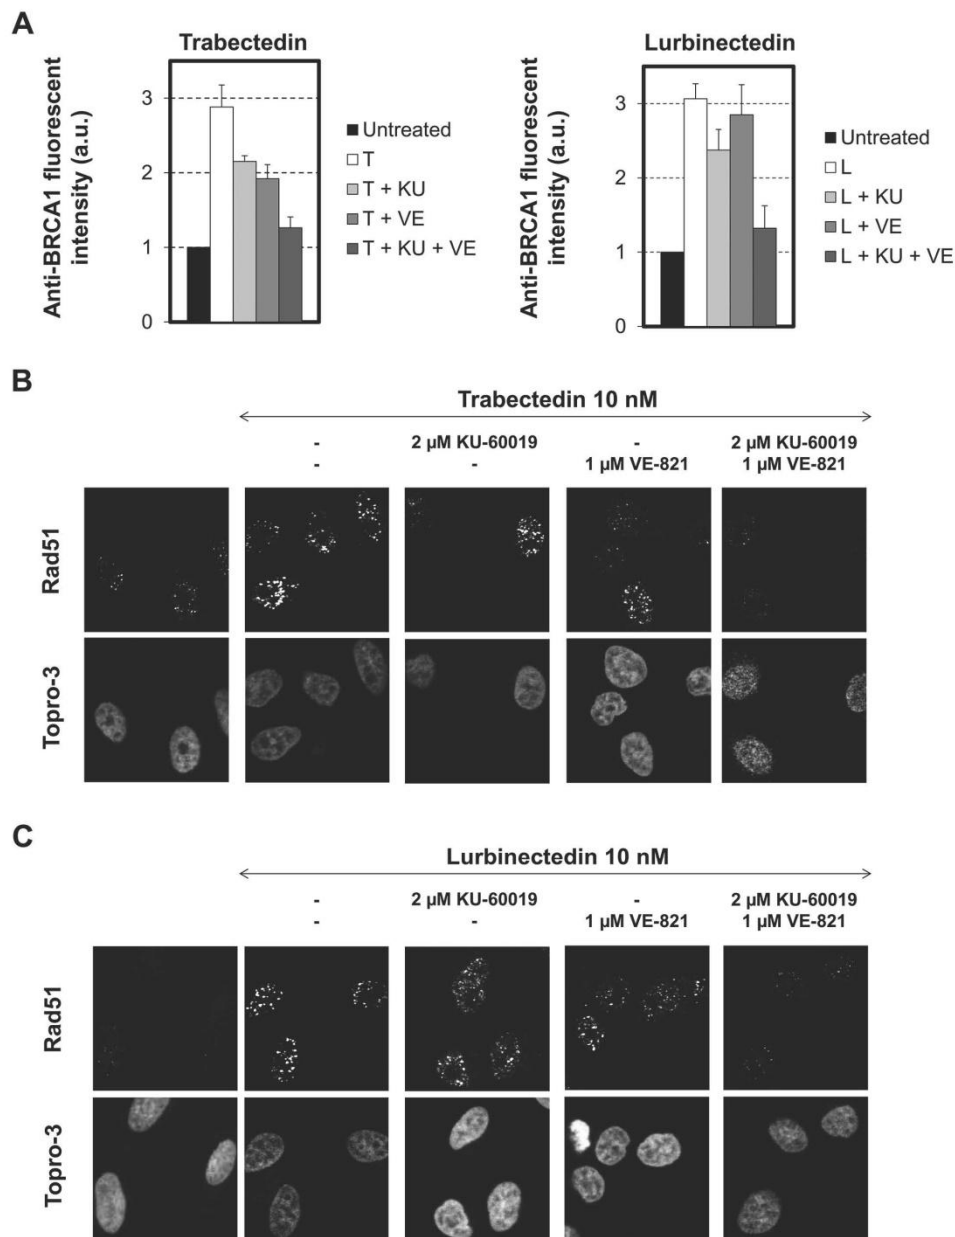 A
Trabectedin
Anti-BRCA1 fluorescent
intensity (a.u.)
3
2
1
0
Untreated
T
T + KU
T + VE
T + KU + VE
Lurbinectedin
Anti-BRCA1 fluorescent
intensity (a.u.)
3
2
1
0
Untreated
L
L + KU
L + VE
L + KU + VE
B
Trabectedin 10 nM
- 2 µM KU-60019 - 2 µM KU-60019
- - 1 µM VE-821 1 µM VE-821
Rad51
Topro-3
C
Lurbinectedin 10 nM
- 2 µM KU-60019 - 2 µM KU-60019
- - 1 µM VE-821 1 µM VE-821
Rad51
Topro-3